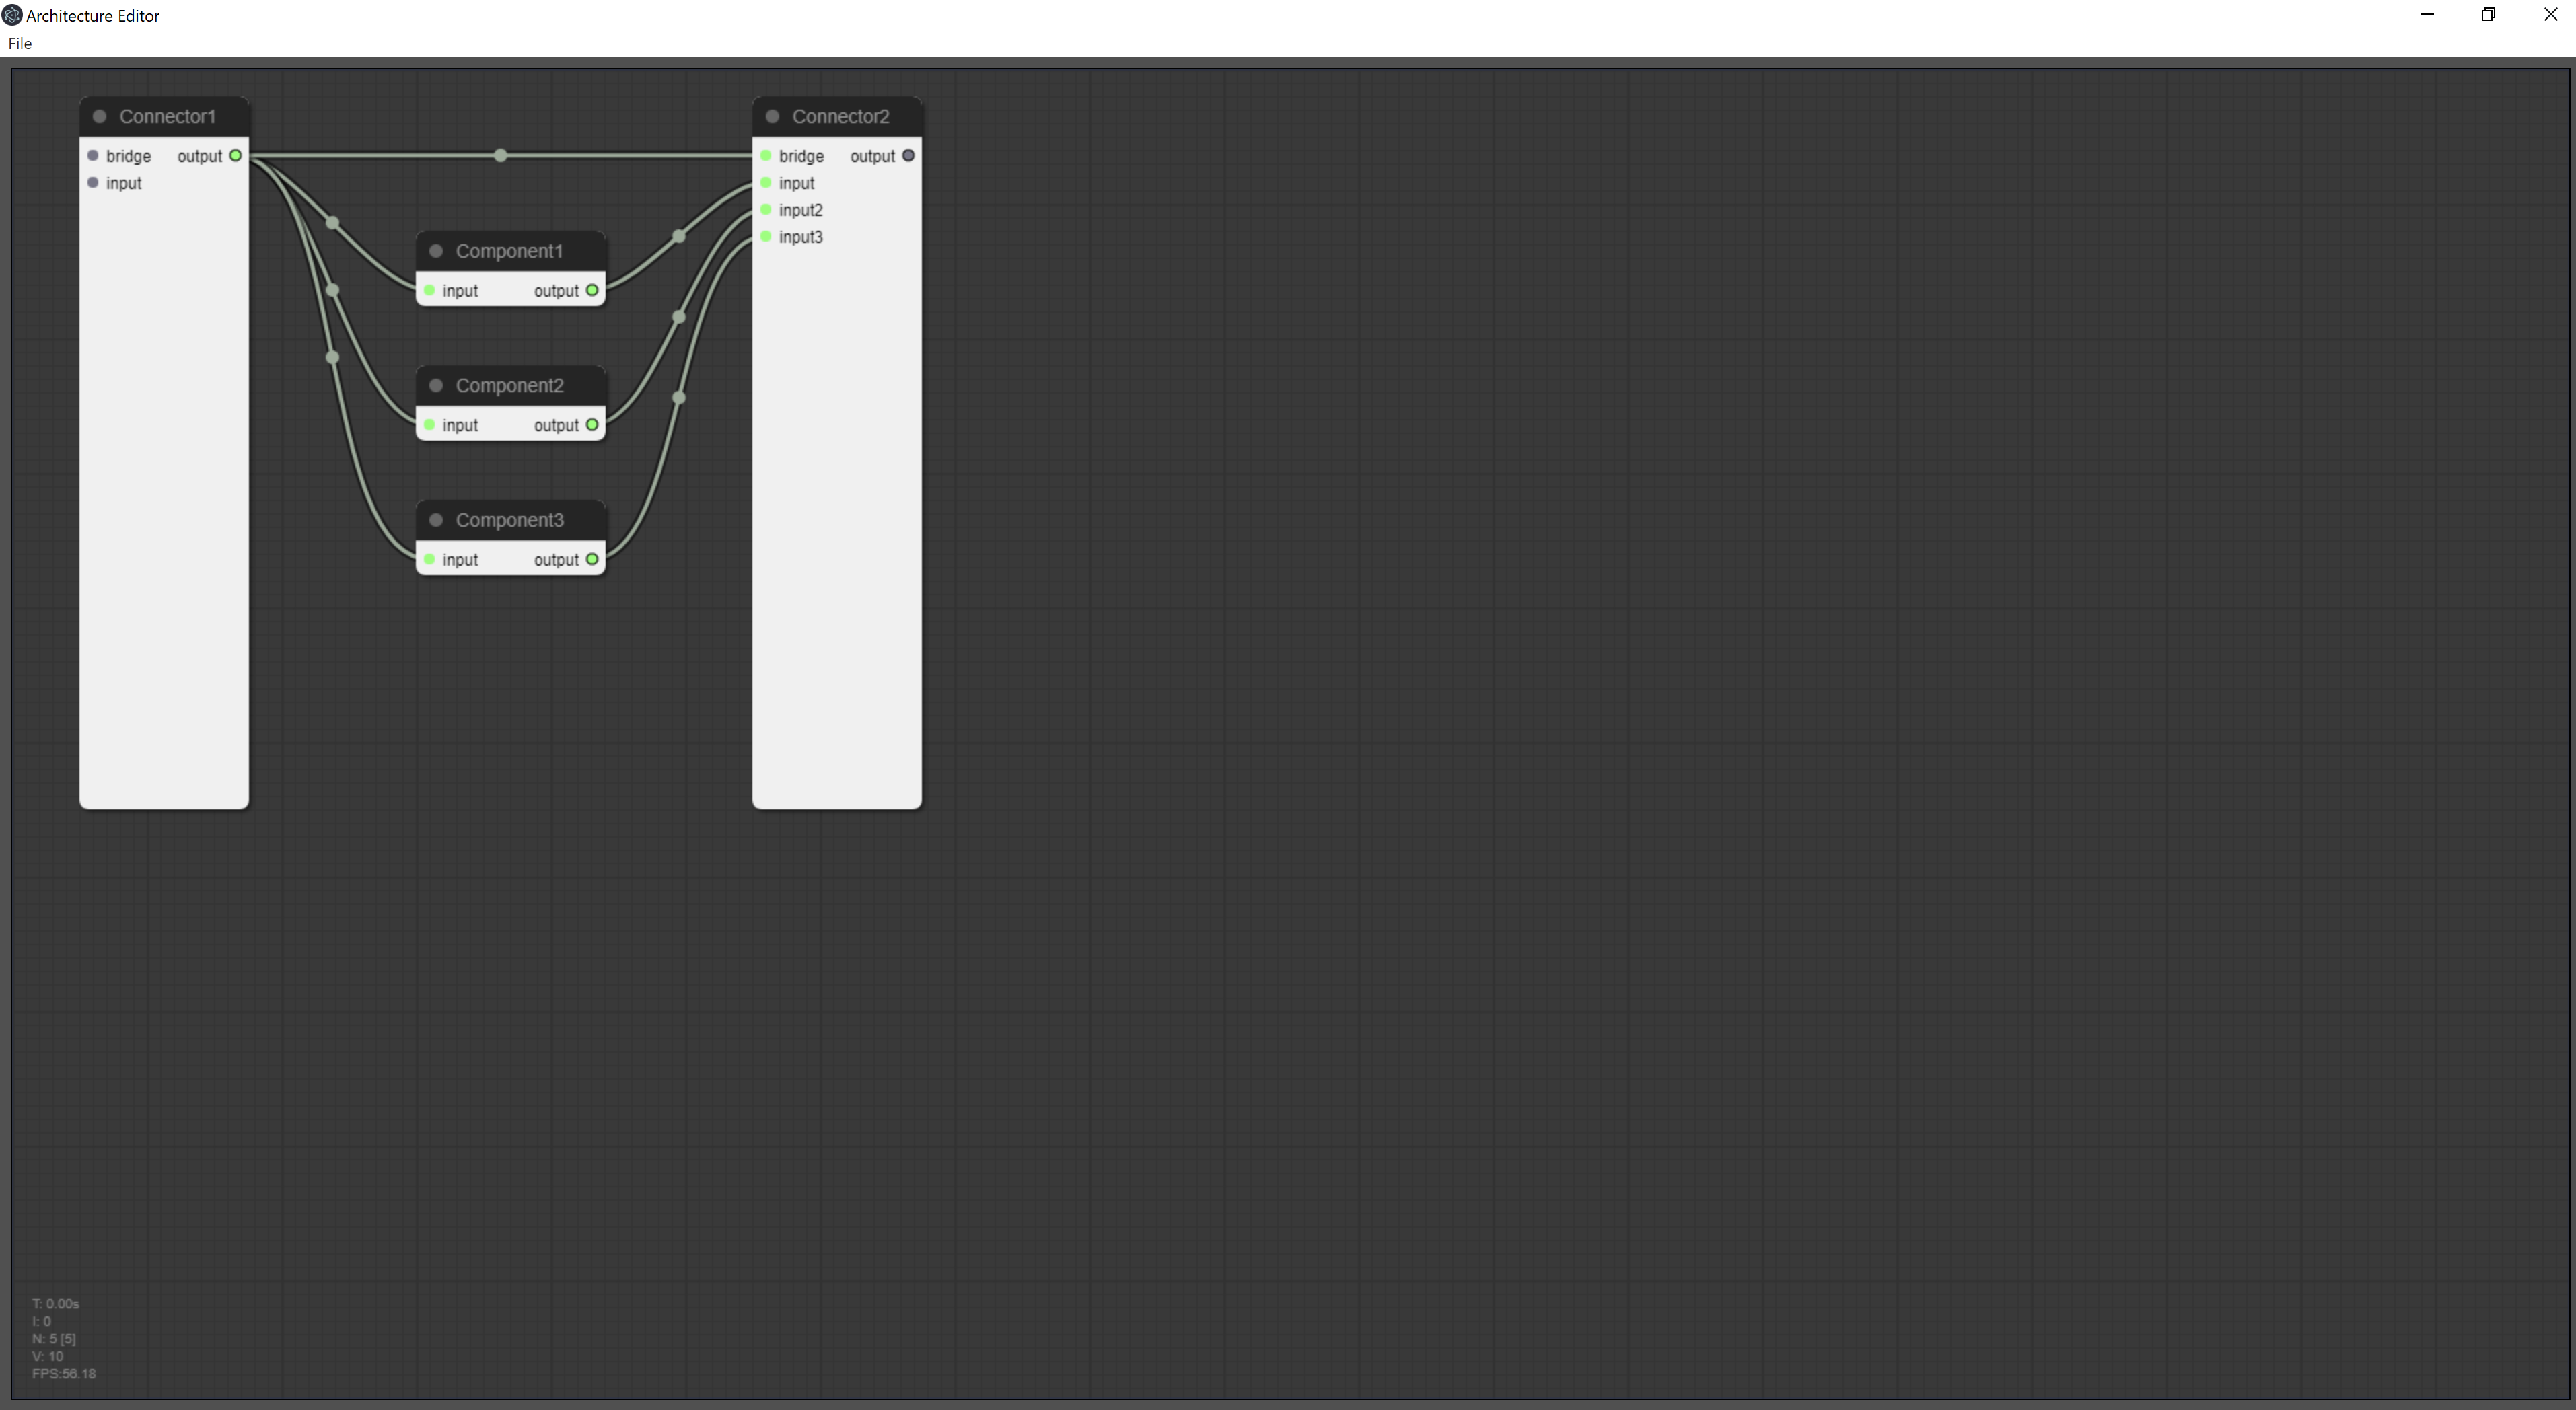 Architecture Editor
File
Connector1
bridge output
input
Connector2
bridge output
input
input2
input3
Component1
input output
Component2
input output
Component3
input output
T: 0.00s
I: 0
N: 5 [5]
V: 10
FPS:56.18